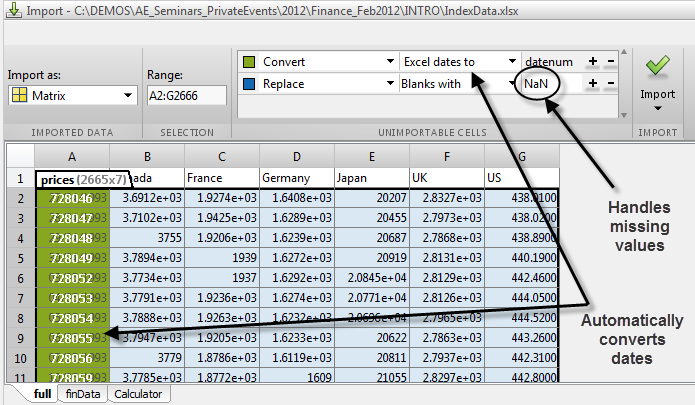 Import - C:\DEMOS\AE_Seminars_PrivateEvents\2012\Finance_Feb2012\INTRO\IndexData.xlsx
Import as: Range: Convert Excel dates to datenum + −
Matrix A2:G2666 Replace Blanks with NaN + −
Import
IMPORTED DATA SELECTION UNIMPORTABLE CELLS IMPORT
A B C D E F G
1 prices (2665x7) ada France Germany Japan UK US
2 728046 3.6912e+03 1.9274e+03 1.6408e+03 20207 2.8327e+03 438.0100
3 728047 3.7102e+03 1.9425e+03 1.6289e+03 20455 2.7973e+03 438.0200
4 728048 3755 1.9206e+03 1.6239e+03 20687 2.7868e+03 438.8900
5 728049 3.7894e+03 1939 1.6272e+03 20919 2.8131e+03 440.1900
6 728052 3.7734e+03 1937 1.6292e+03 2.0845e+04 2.8129e+03 442.4600
7 728053 3.7791e+03 1.9236e+03 1.6274e+03 2.0771e+04 2.8126e+03 444.0500
8 728054 3.7888e+03 1.9263e+03 1.6232e+03 2.0696e+04 2.7965e+03 444.5200
9 728055 3.7947e+03 1.9205e+03 1.6233e+03 20622 2.7863e+03 443.2600
10 728056 3779 1.8786e+03 1.6119e+03 20811 2.7937e+03 442.3100
11 728059 3.7785e+03 1.8772e+03 1609 21055 2.8297e+03 442.8000
Handles
missing
values
Automatically
converts
dates
full finData Calculator